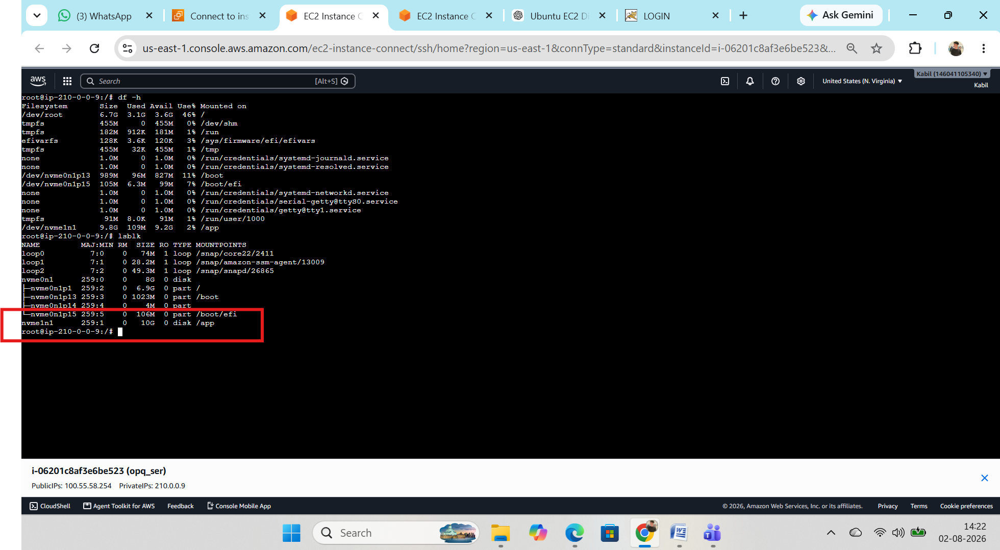 (3) WhatsApp
Connect to ins
EC2 Instance C
EC2 Instance C
Ubuntu EC2 Di
LOGIN
Ask Gemini
us-east-1.console.aws.amazon.com/ec2-instance-connect/ssh/home?region=us-east-1&connType=standard&instanceId=i-06201c8af3e6be523&...
aws
Search
[Alt+S]
United States (N. Virginia)
Kabil (146041105340)
Kabil
root@ip-210-0-0-9:/# df -h
Filesystem Size Used Avail Use% Mounted on
/dev/root 6.7G 3.1G 3.6G 46% /
tmpfs 455M 0 455M 0% /dev/shm
tmpfs 182M 912K 181M 1% /run
efivarfs 128K 3.6K 120K 3% /sys/firmware/efi/efivars
tmpfs 455M 32K 455M 1% /tmp
none 1.0M 0 1.0M 0% /run/credentials/systemd-journald.service
none 1.0M 0 1.0M 0% /run/credentials/systemd-resolved.service
/dev/nvme0n1p13 989M 96M 827M 11% /boot
/dev/nvme0n1p15 105M 6.3M 99M 7% /boot/efi
none 1.0M 0 1.0M 0% /run/credentials/systemd-networkd.service
none 1.0M 0 1.0M 0% /run/credentials/serial-getty@ttyS0.service
none 1.0M 0 1.0M 0% /run/credentials/getty@tty1.service
tmpfs 91M 8.0K 91M 1% /run/user/1000
/dev/nvme1n1 9.8G 109M 9.2G 2% /app
root@ip-210-0-0-9:/# lsblk
NAME MAJ:MIN RM SIZE RO TYPE MOUNTPOINTS
loop0 7:0 0 74M 1 loop /snap/core22/2411
loop1 7:1 0 28.2M 1 loop /snap/amazon-ssm-agent/13009
loop2 7:2 0 49.3M 1 loop /snap/snapd/26865
nvme0n1 259:0 0 8G 0 disk
├─nvme0n1p1 259:2 0 6.9G 0 part /
├─nvme0n1p13 259:3 0 1023M 0 part /boot
├─nvme0n1p14 259:4 0 4M 0 part
└─nvme0n1p15 259:5 0 106M 0 part /boot/efi
nvme1n1 259:1 0 10G 0 disk /app
root@ip-210-0-0-9:/#
i-06201c8af3e6be523 (opq_ser)
PublicIPs: 100.55.58.254 PrivateIPs: 210.0.0.9
CloudShell Agent Toolkit for AWS Feedback Console Mobile App © 2026, Amazon Web Services, Inc. or its affiliates. Privacy Terms Cookie preferences
Search
14:22
02-08-2026